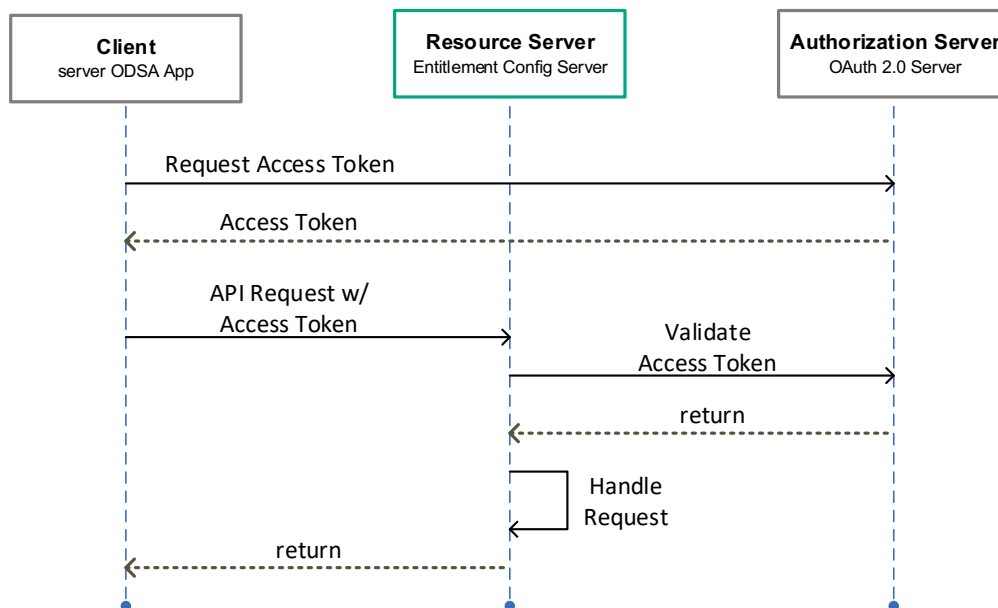 Client
server ODSA App
Resource Server
Entitlement Config Server
Authorization Server
OAuth 2.0 Server
Request Access Token
Access Token
API Request w/
Access Token
Validate
Access Token
return
Handle
Request
return